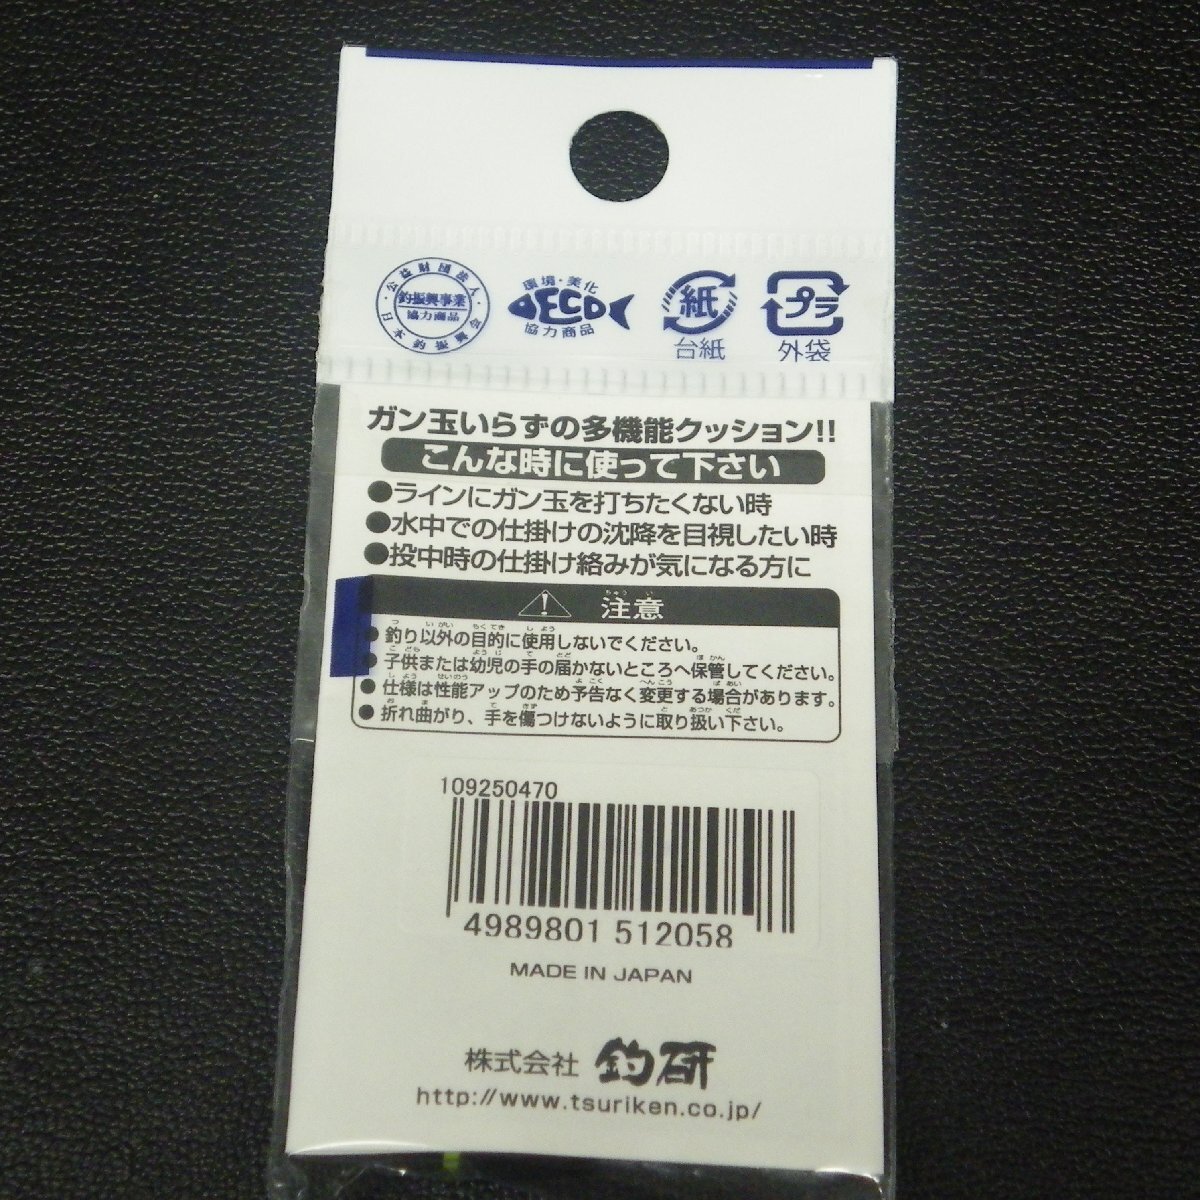 公益財団法人
釣振興事業
協力商品
日本釣振興会
環境・美化
ECO
協力商品
紙
台紙
プラ
外袋
ガン玉いらずの多機能クッション!!
こんな時に使って下さい
●ラインにガン玉を打ちたくない時
●水中での仕掛けの沈降を目視したい時
●投中時の仕掛け絡みが気になる方に
注意
●釣り以外の目的に使用しないでください。
●子供または幼児の手の届かないところへ保管してください。
●仕様は性能アップのため予告なく変更する場合があります。
●折れ曲がり、手を傷つけないように取り扱い下さい。
109250470
4989801 512058
MADE IN JAPAN
株式会社 釣研
http://www.tsuriken.co.jp/